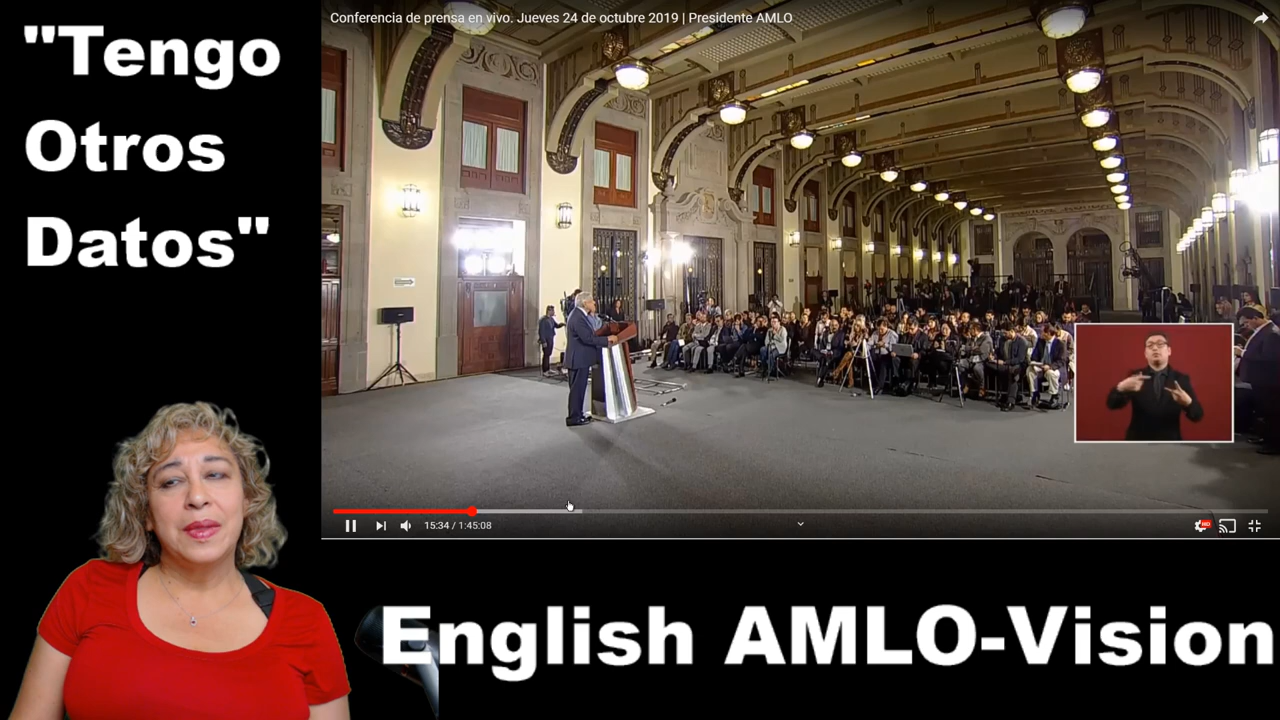 "Tengo
Otros
Datos"
Conferencia de prensa en vivo. Jueves 24 de octubre 2019 | Presidente AMLO
15:34 / 1:45:08
HD
English AMLO-Vision